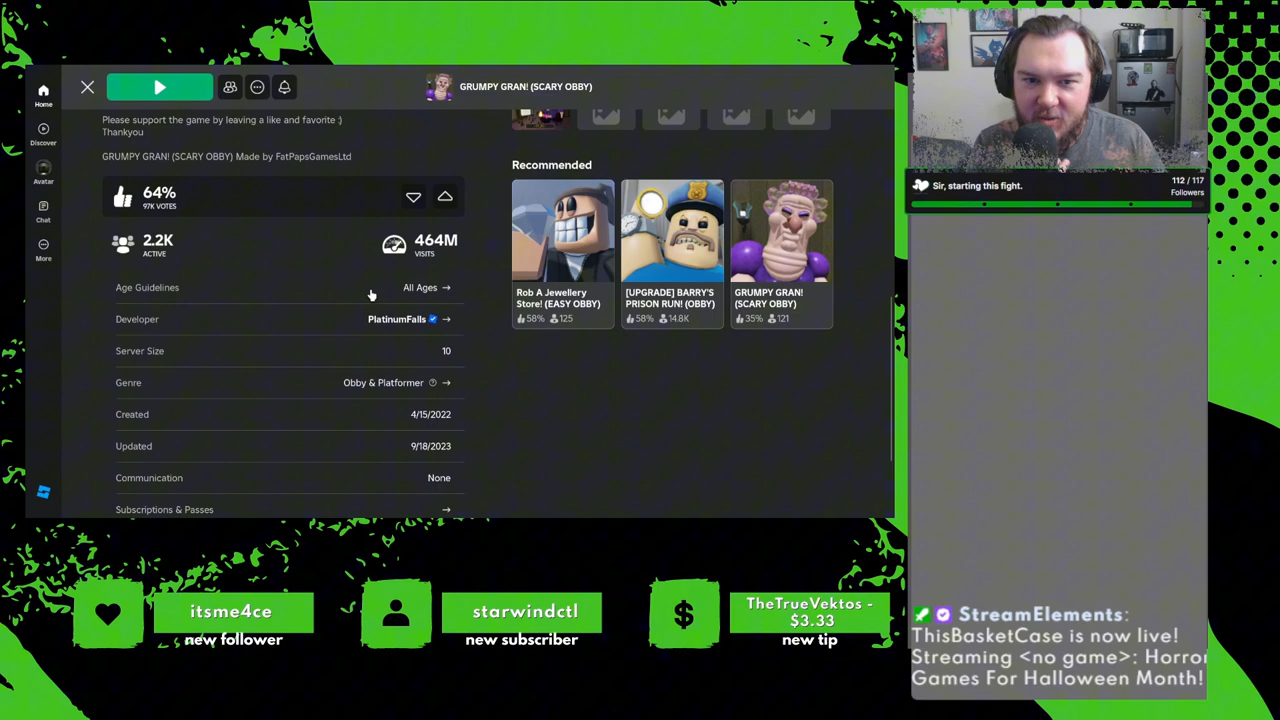 GRUMPY GRAN! (SCARY OBBY)
Home
Discover
Avatar
Chat
More
Please support the game by leaving a like and favorite :)
Thankyou
GRUMPY GRAN! (SCARY OBBY) Made by FatPapsGamesLtd
64%
97K VOTES
2.2K
ACTIVE
464M
VISITS
Age Guidelines
All Ages →
Developer
PlatinumFalls →
Server Size
10
Genre
Obby & Platformer ? →
Created
4/15/2022
Updated
9/18/2023
Communication
None
Subscriptions & Passes
→
Recommended
Rob A Jewellery
Store! (EASY OBBY)
58% 125
[UPGRADE] BARRY'S
PRISON RUN! (OBBY)
58% 14.8K
GRUMPY GRAN!
(SCARY OBBY)
35% 121
Sir, starting this fight.
112 / 117
Followers
StreamElements:
ThisBasketCase is now live!
Streaming <no game>: Horror
Games For Halloween Month!
itsme4ce
new follower
starwindctl
new subscriber
$
TheTrueVektos -
$3.33
new tip